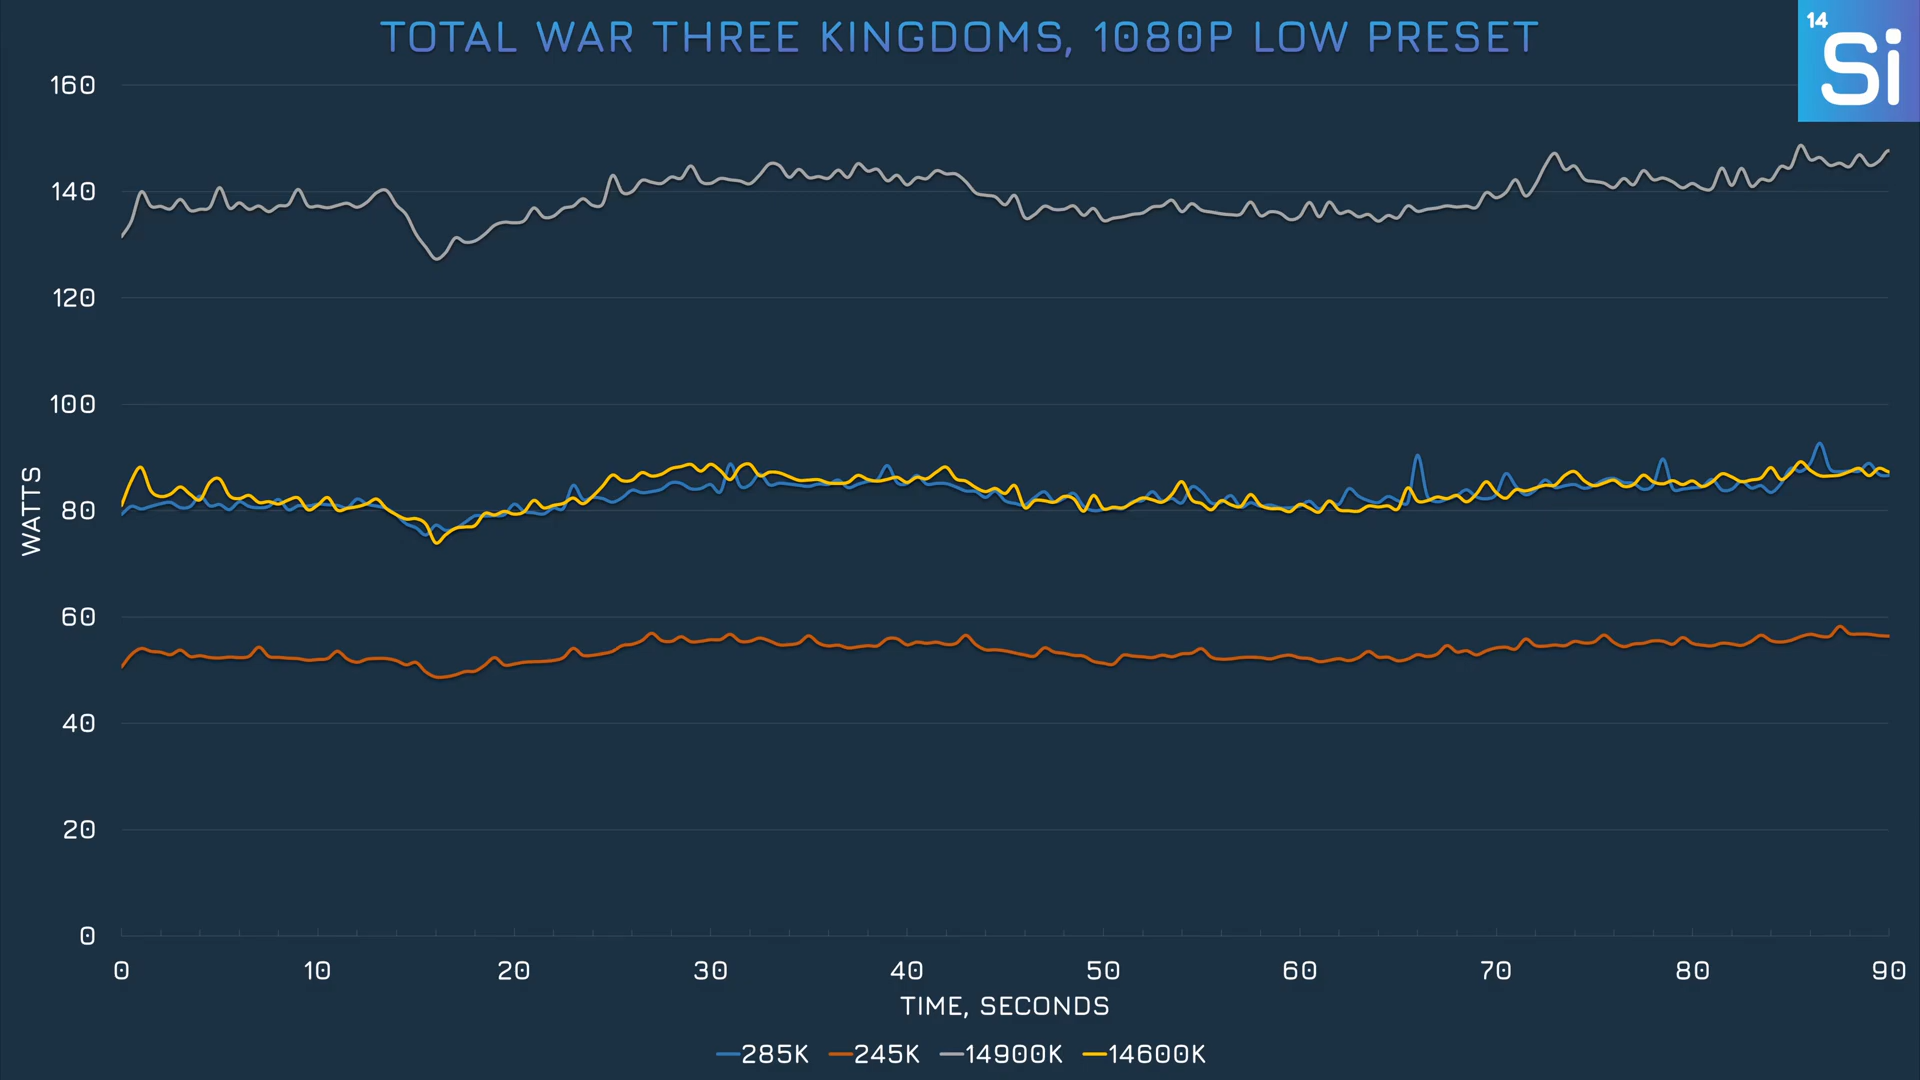 TOTAL WAR THREE KINGDOMS, 1080P LOW PRESET
14
Si
160
140
120
100
80
60
40
20
0
WATTS
0 10 20 30 40 50 60 70 80 90
TIME, SECONDS
285K 245K 14900K 14600K